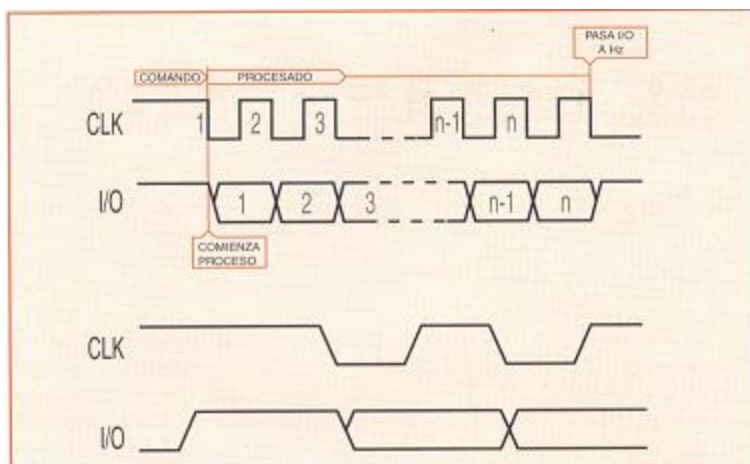 PASA I/O
A Hz
COMANDO
PROCESADO
CLK
1
2
3
n-1
n
I/O
1
2
3
n-1
n
COMIENZA
PROCESO
CLK
I/O